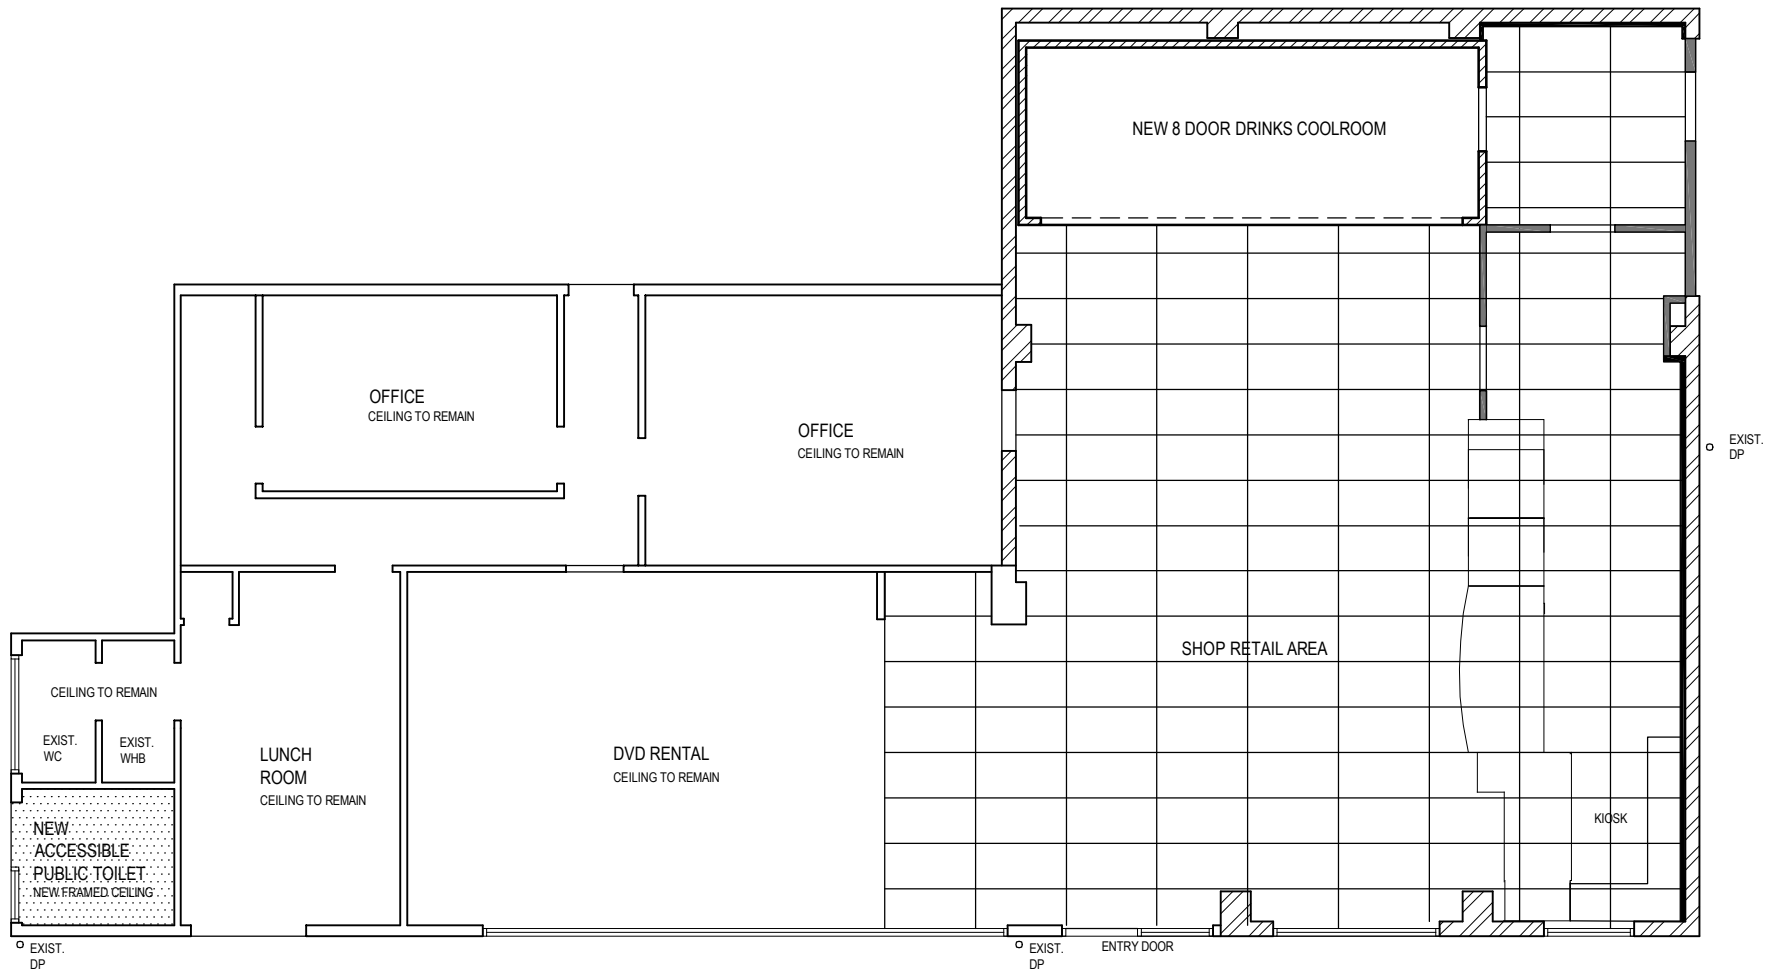 NEW 8 DOOR DRINKS COOLROOM
OFFICE
CEILING TO REMAIN
OFFICE
CEILING TO REMAIN
EXIST.
DP
SHOP RETAIL AREA
CEILING TO REMAIN
EXIST.
WC
EXIST.
WHB
LUNCH
ROOM
CEILING TO REMAIN
DVD RENTAL
CEILING TO REMAIN
KIOSK
NEW
ACCESSIBLE
PUBLIC TOILET
NEW FRAMED CEILING
EXIST.
DP
EXIST.
DP
ENTRY DOOR